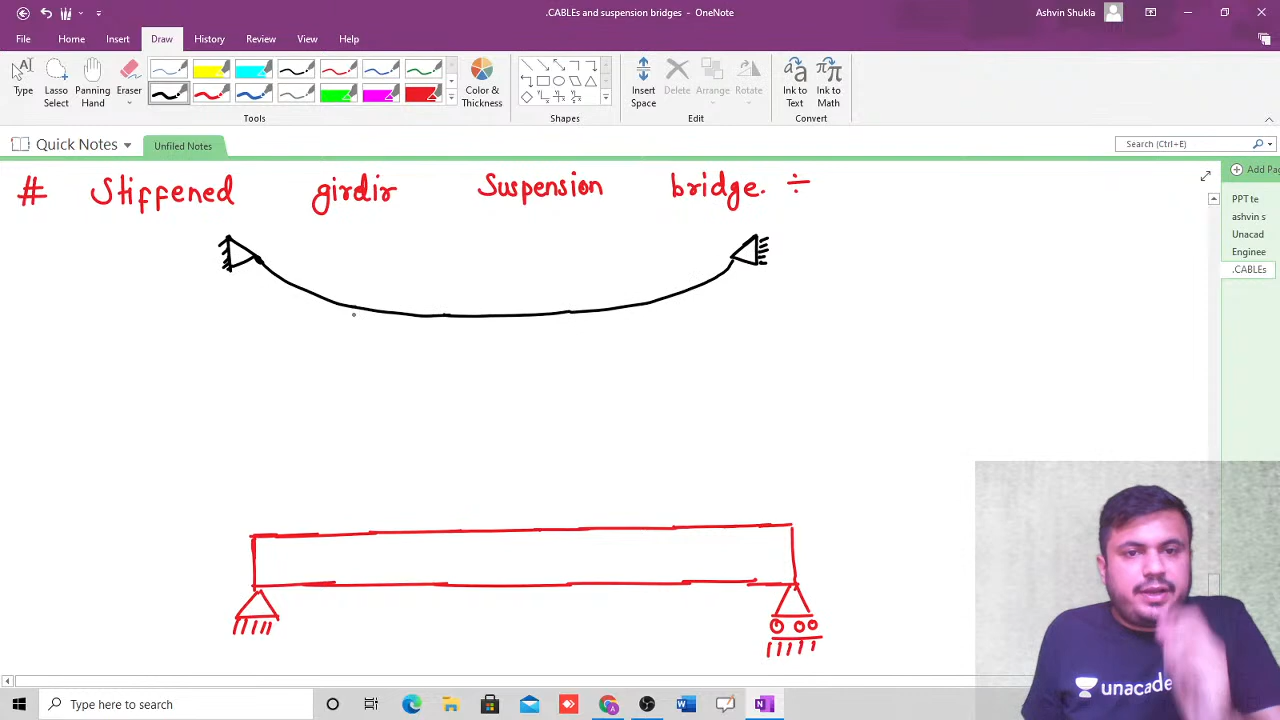 .CABLEs and suspension bridges - OneNote
Ashvin Shukla
File Home Insert Draw History Review View Help
Type
Lasso Select
Panning Hand
Eraser
Color & Thickness
Insert Space
Delete
Arrange
Rotate
Ink to Text
Ink to Math
Tools
Shapes
Edit
Convert
Quick Notes
Unfiled Notes
Search (Ctrl+E)
# Stiffened girdir Suspension bridge. ÷
Add Pag
PPT te
ashvin s
Unacad
Enginee
.CABLEs
unacade
Type here to search